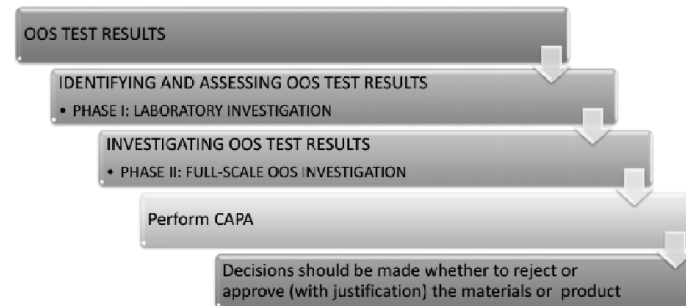 OOS TEST RESULTS
IDENTIFYING AND ASSESSING OOS TEST RESULTS
• PHASE I: LABORATORY INVESTIGATION
INVESTIGATING OOS TEST RESULTS
• PHASE II: FULL-SCALE OOS INVESTIGATION
Perform CAPA
Decisions should be made whether to reject or
approve (with justification) the materials or product